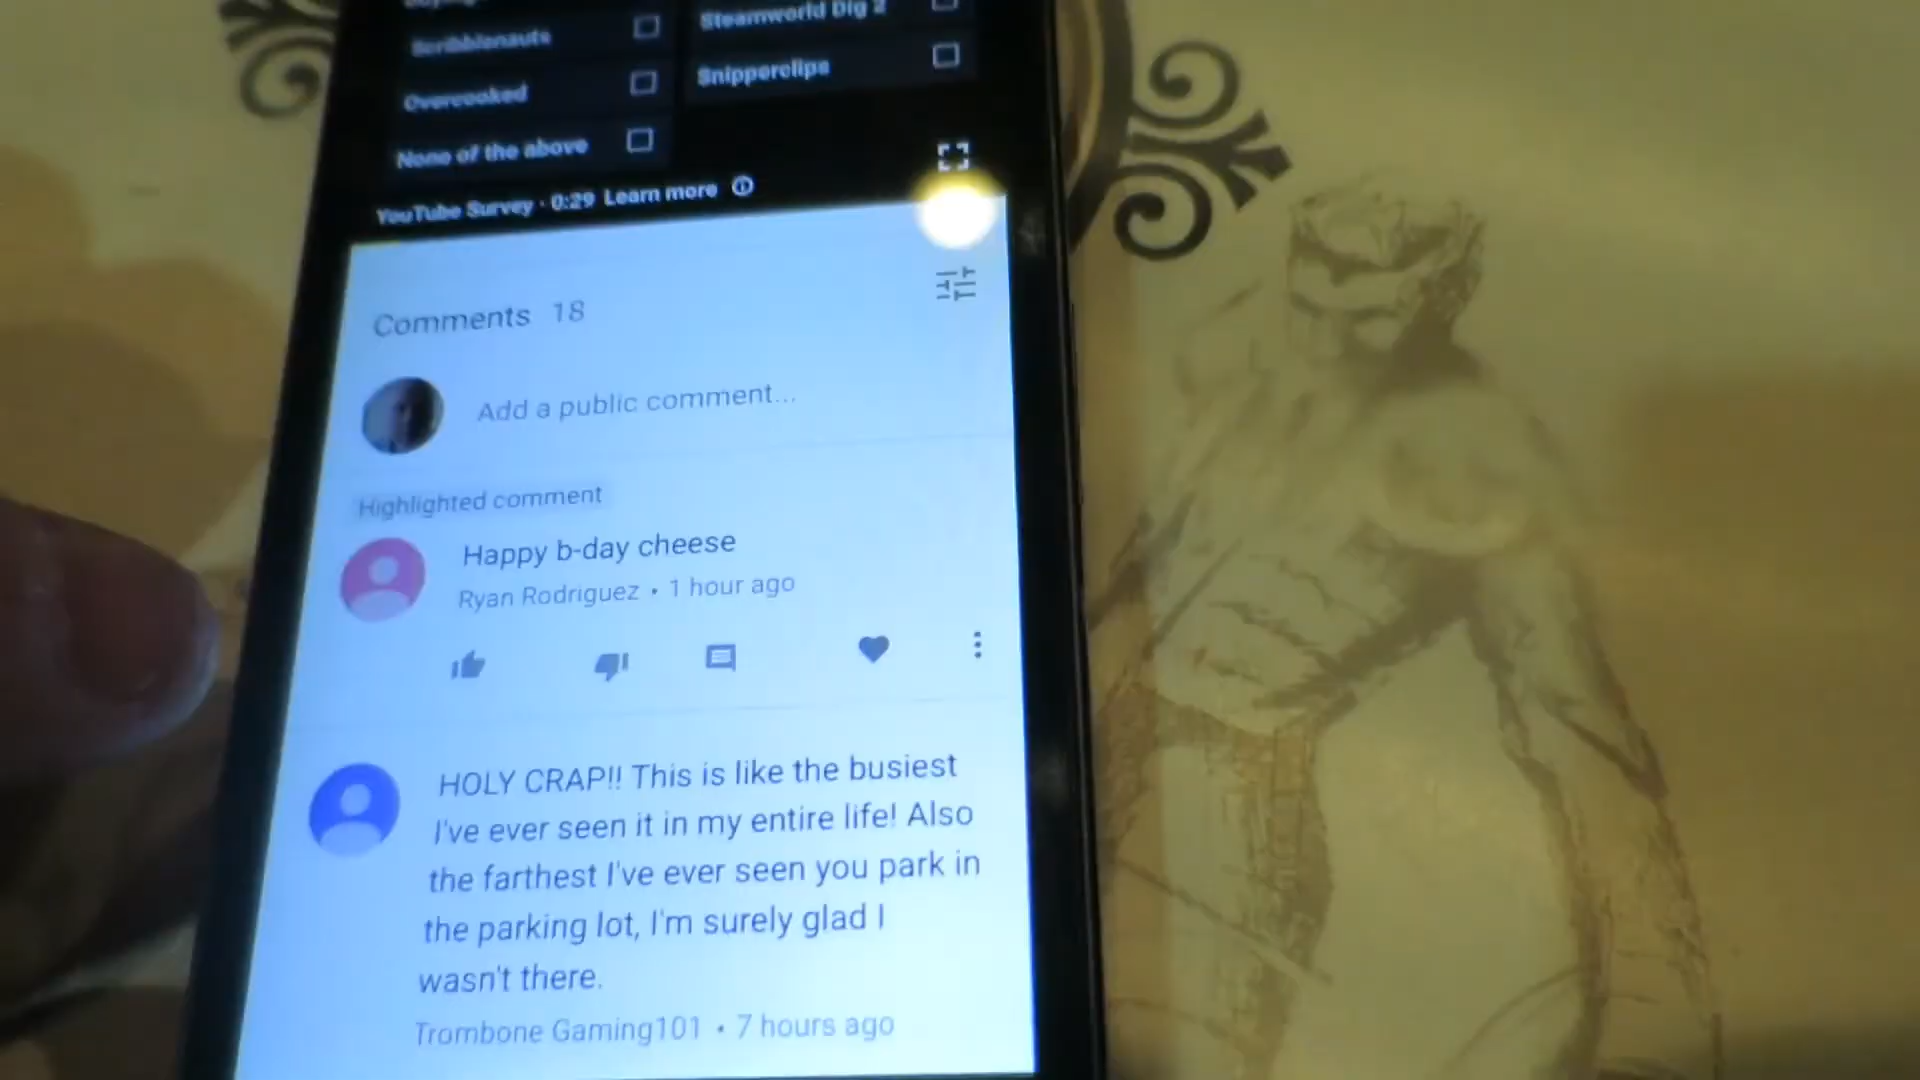 Scribblenauts
Steamworld Dig 2
Overcooked
Snipperclips
None of the above
YouTube Survey · 0:29 Learn more
Comments 18
Add a public comment...
Highlighted comment
Happy b-day cheese
Ryan Rodriguez • 1 hour ago
HOLY CRAP!! This is like the busiest
I've ever seen it in my entire life! Also
the farthest I've ever seen you park in
the parking lot, I'm surely glad I
wasn't there.
Trombone Gaming101 • 7 hours ago